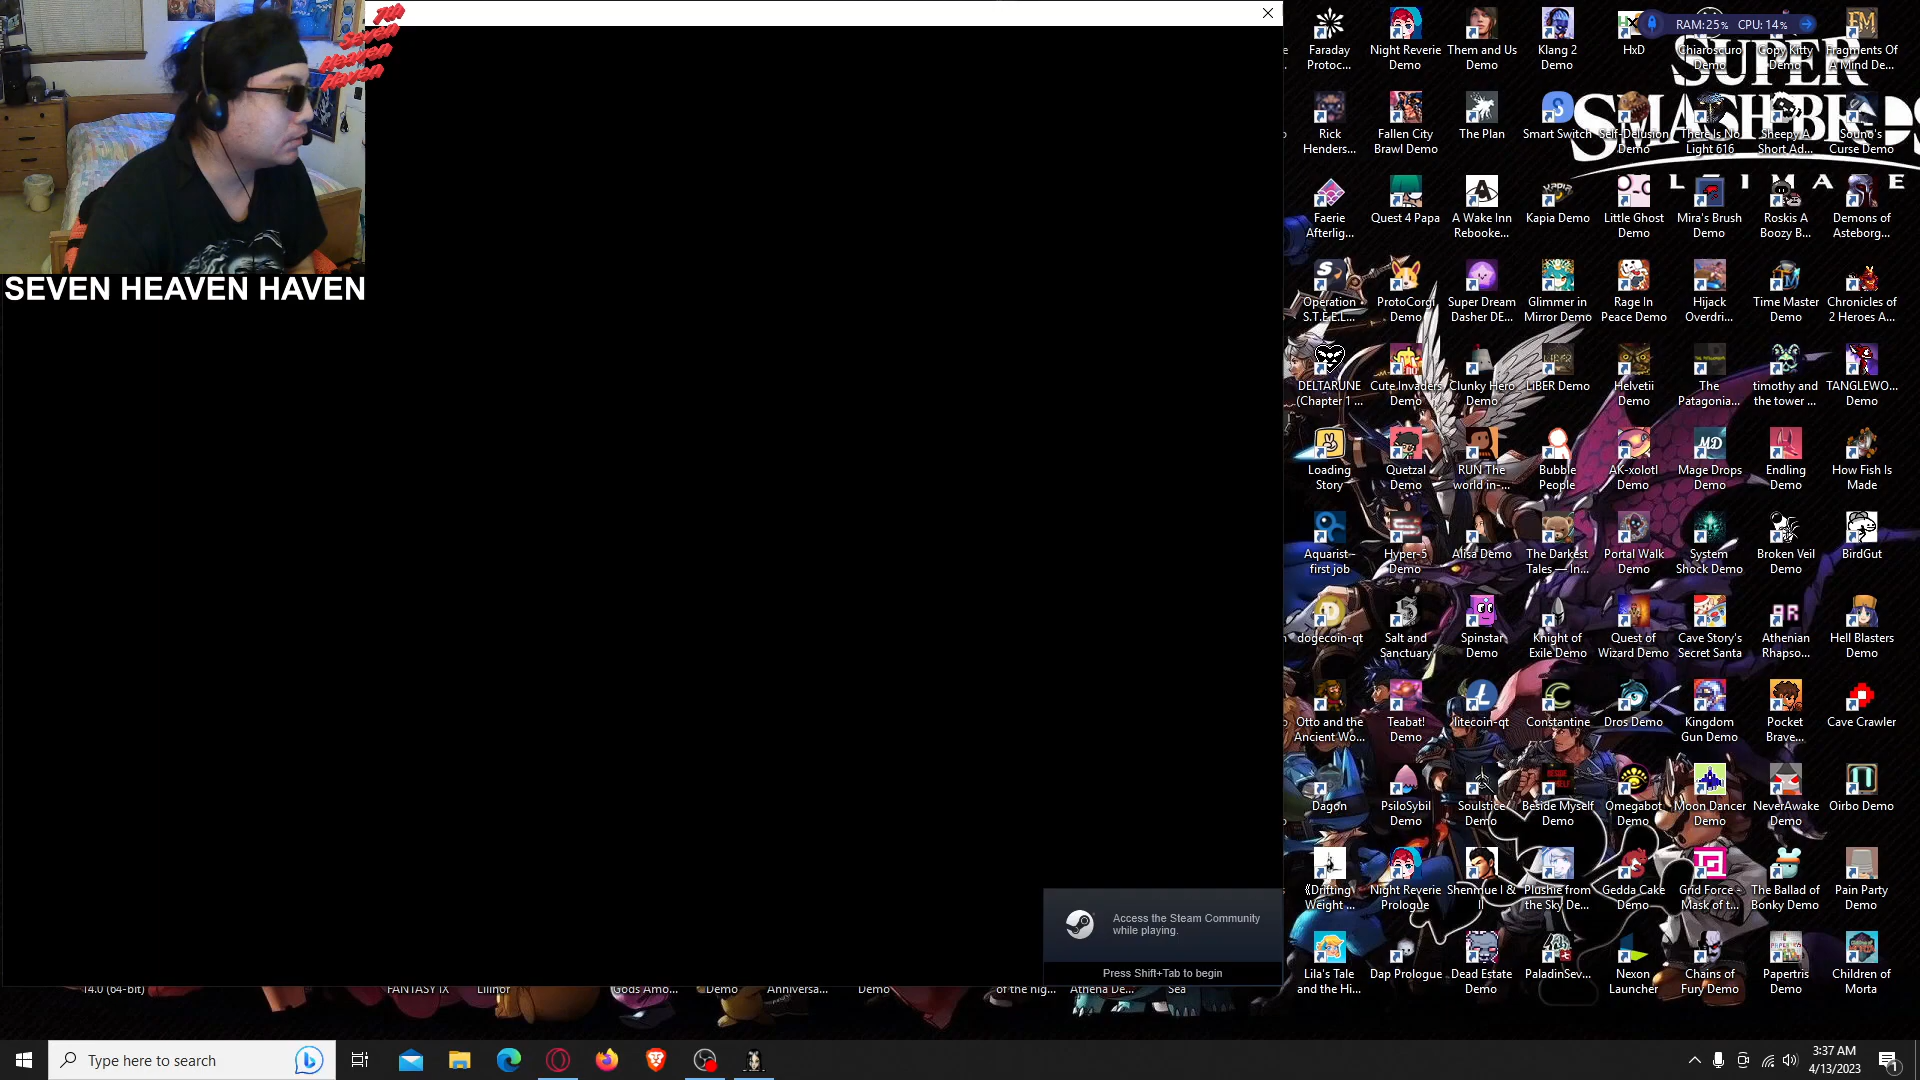 7th
Seven
Heaven
Haven
SEVEN HEAVEN HAVEN
RAM:25% CPU: 14%
SUPER
SMASH BROS
Faraday
Protoc...
Night Reverie
Demo
Them and Us
Demo
Klang 2
Demo
HxD
Chiaroscuro
Demo
Copy Kitty
Demo
Fragments Of
A Mind De...
Rick
Henders...
Fallen City
Brawl Demo
The Plan
Smart Switch
Self-Delusion
Demo
There Is No
Light 616
Sheepy A
Short Ad...
Souno's
Curse Demo
Faerie
Afterlig...
Quest 4 Papa
A Wake Inn
Rebooke...
Kapia Demo
Little Ghost
Demo
Mira's Brush
Demo
Roskis A
Boozy B...
Demons of
Asteborg...
Operation
S.T.E.E.L...
ProtoCorgi
Demo
Super Dream
Dasher DE...
Glimmer in
Mirror Demo
Rage In
Peace Demo
Hijack
Overdri...
Time Master
Demo
Chronicles of
2 Heroes A...
DELTARUNE
(Chapter 1 ...
Cute Invaders
Demo
Clunky Hero
Demo
LIBER Demo
Helvetii
Demo
The
Patagonia...
timothy and
the tower ...
TANGLEWO...
Demo
Loading
Story
Quetzal
Demo
RUN The
world in-...
Bubble
People
AK-xolotl
Demo
Mage Drops
Demo
Endling
Demo
How Fish Is
Made
Aquarist–
first job
Hyper-5
Demo
Alisa Demo
The Darkest
Tales — In...
Portal Walk
Demo
System
Shock Demo
Broken Veil
Demo
BirdGut
dogecoin-qt
Salt and
Sanctuary
Spinstar
Demo
Knight of
Exile Demo
Quest of
Wizard Demo
Cave Story's
Secret Santa
Athenian
Rhapso...
Hell Blasters
Demo
Otto and the
Ancient Wo...
Teabat!
Demo
litecoin-qt
Constantine
Dros Demo
Kingdom
Gun Demo
Pocket
Brave...
Cave Crawler
Dagon
PsiloSybil
Demo
Soulstice
Demo
Beside Myself
Demo
Omegabot
Demo
Moon Dancer
Demo
NeverAwake
Demo
Oirbo Demo
《Drifting
Weight ...
Night Reverie
Prologue
Shenmue I &
II
Plushie from
the Sky De...
Gedda Cake
Demo
Grid Force -
Mask of t...
The Ballad of
Bonky Demo
Pain Party
Demo
Lila's Tale
and the Hi...
Dap Prologue
Dead Estate
Demo
PaladinSev...
Nexon
Launcher
Chains of
Fury Demo
Papertris
Demo
Children of
Morta
Access the Steam Community
while playing.
Press Shift+Tab to begin
14.0 (64-bit)
FANTASY IX
Lilinor
Gods Amo...
Demo
Anniversa...
Demo
of the nig...
Athena De...
Sea
Type here to search
3:37 AM
4/13/2023
1